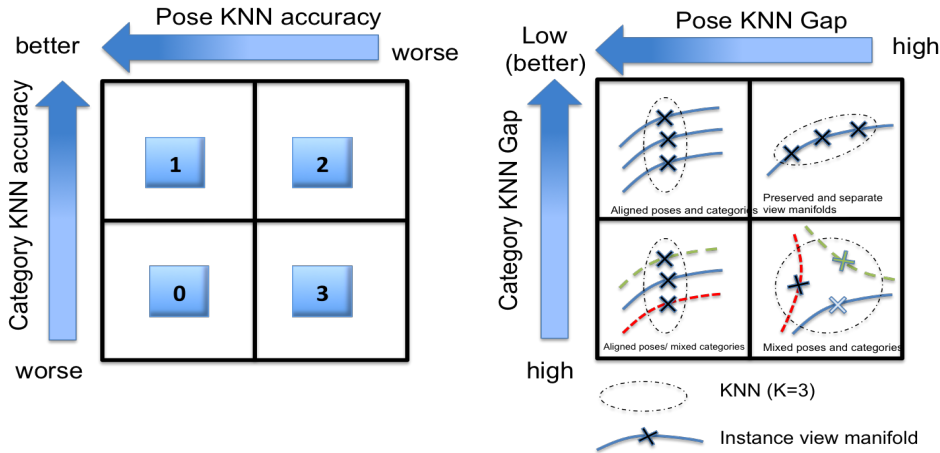 Pose KNN accuracy
better
worse
Category KNN accuracy
1
2
0
3
worse
Pose KNN Gap
Low
(better)
high
Category KNN Gap
Aligned poses and categories
Preserved and separate
view manifolds
Aligned poses/ mixed categories
Mixed poses and categories
high
KNN (K=3)
Instance view manifold